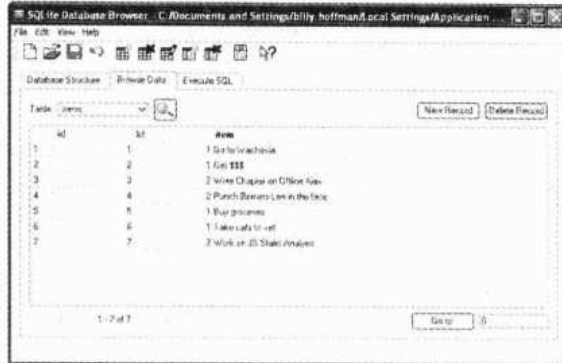 SQLite Database Browser - C:/Documents and Settings/billy.hoffman/Local Settings/Application ...
File Edit View Help
Database Structure Browse Data Execute SQL
Table: New Record Delete Record
id item
1 1 1 Go to Wachovia
2 2 1 Get $$$
3 3 2 Write Chapter on Offline Ajax
4 4 2 Punch Berners Lee in the face
5 5 1 Buy groceries
6 6 1 Take cats to vet
7 7 2 Work on JS Static Analysis
1 - 7 of 7 Go to: